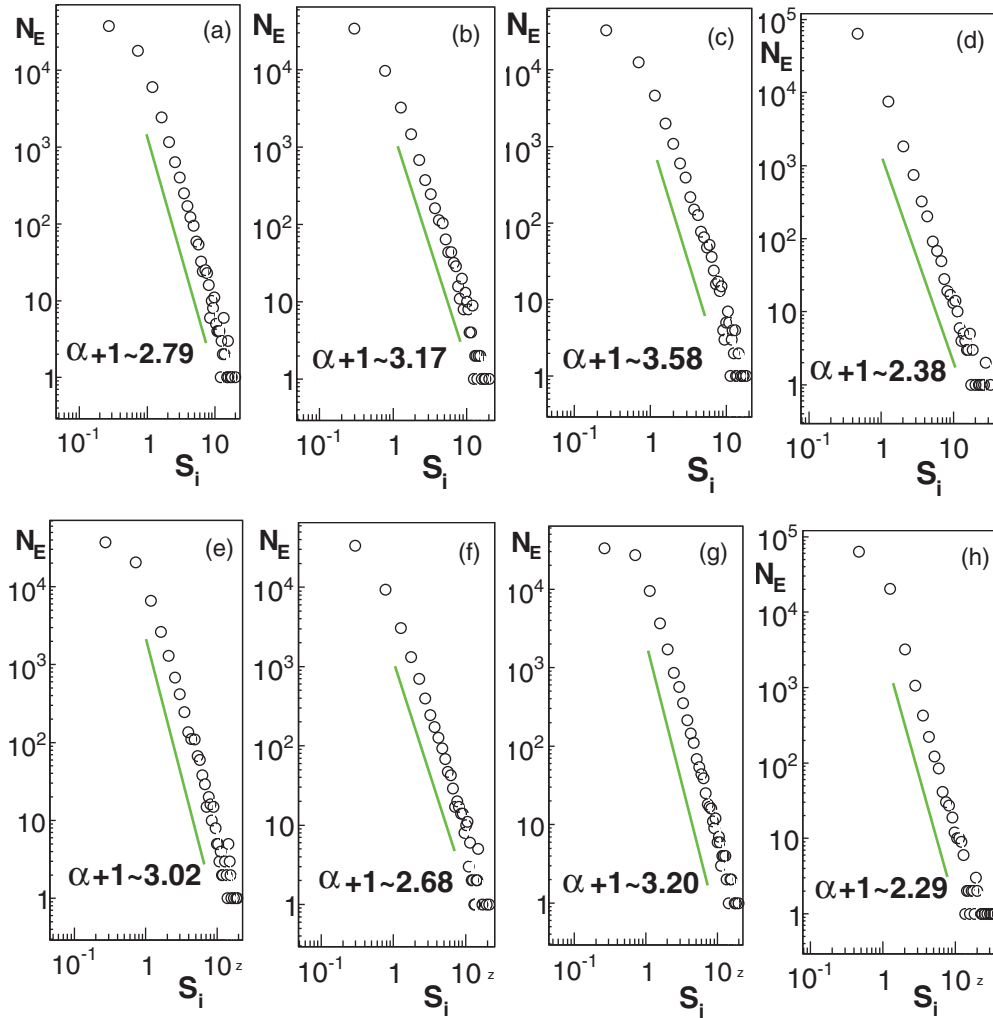 N_E (a)
10^4
10^3
10^2
10
1
α+1~2.79
10^-1 1 10
S_i
N_E (b)
10^4
10^3
10^2
10
1
α+1~3.17
10^-1 1 10
S_i
N_E (c)
10^4
10^3
10^2
10
1
α+1~3.58
10^-1 1 10
S_i
10^5
N_E (d)
10^4
10^3
10^2
10
1
α+1~2.38
10^-1 1 10
S_i
N_E (e)
10^4
10^3
10^2
10
1
α+1~3.02
10^-1 1 10 z
S_i
N_E (f)
10^4
10^3
10^2
10
1
α+1~2.68
10^-1 1 10 z
S_i
N_E (g)
10^4
10^3
10^2
10
1
α+1~3.20
10^-1 1 10 z
S_i
10^5
N_E (h)
10^4
10^3
10^2
10
1
α+1~2.29
10^-1 1 10 z
S_i